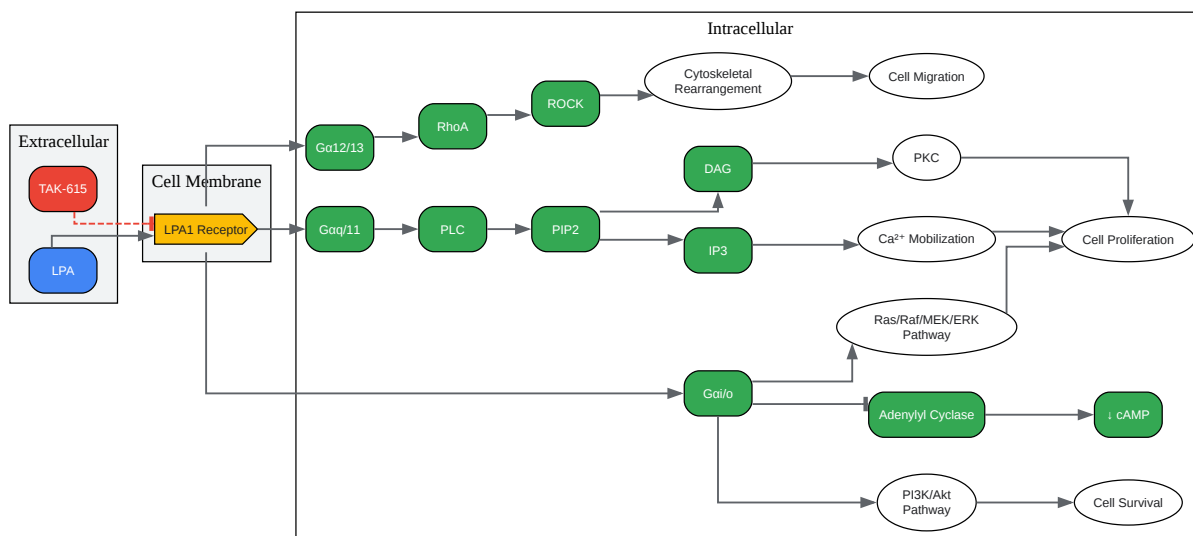 Intracellular
Extracellular
TAK-615
LPA
Cell Membrane
LPA1 Receptor
Gα12/13
RhoA
ROCK
Cytoskeletal
Rearrangement
Cell Migration
Gαq/11
PLC
PIP2
DAG
PKC
IP3
Ca²⁺ Mobilization
Cell Proliferation
Ras/Raf/MEK/ERK
Pathway
Gαi/o
Adenylyl Cyclase
↓ cAMP
PI3K/Akt
Pathway
Cell Survival